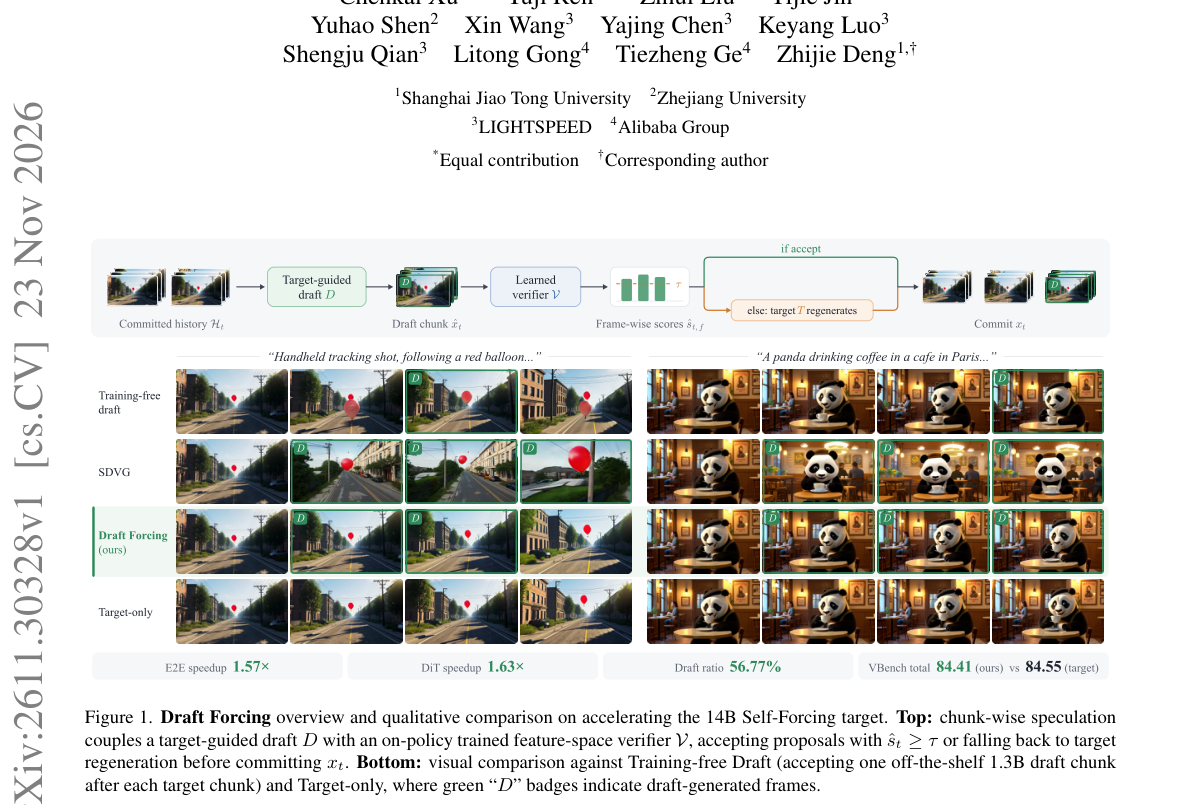 Yuhao Shen2 Xin Wang3 Yajing Chen3 Keyang Luo3
Shengju Qian3 Litong Gong4 Tiezheng Ge4 Zhijie Deng1,†
1Shanghai Jiao Tong University 2Zhejiang University
3LIGHTSPEED 4Alibaba Group
*Equal contribution †Corresponding author
Xiv:2611.30328v1 [cs.CV] 23 Nov 2026
if accept
Target-guided
draft D
D
Learned
verifier V
τ
else: target T regenerates
Committed history Ht
Draft chunk x̂t
Frame-wise scores ŝt,f
Commit xt
D
“Handheld tracking shot, following a red balloon...”
“A panda drinking coffee in a cafe in Paris...”
Training-free
draft
D
D
SDVG
D
D
D
D
D
D
Draft Forcing
(ours)
D
D
D
D
D
Target-only
E2E speedup 1.57×
DiT speedup 1.63×
Draft ratio 56.77%
VBench total 84.41 (ours) vs 84.55 (target)
Figure 1. Draft Forcing overview and qualitative comparison on accelerating the 14B Self-Forcing target. Top: chunk-wise speculation
couples a target-guided draft D with an on-policy trained feature-space verifier V, accepting proposals with ŝt ≥ τ or falling back to target
regeneration before committing xt. Bottom: visual comparison against Training-free Draft (accepting one off-the-shelf 1.3B draft chunk
after each target chunk) and Target-only, where green “D” badges indicate draft-generated frames.